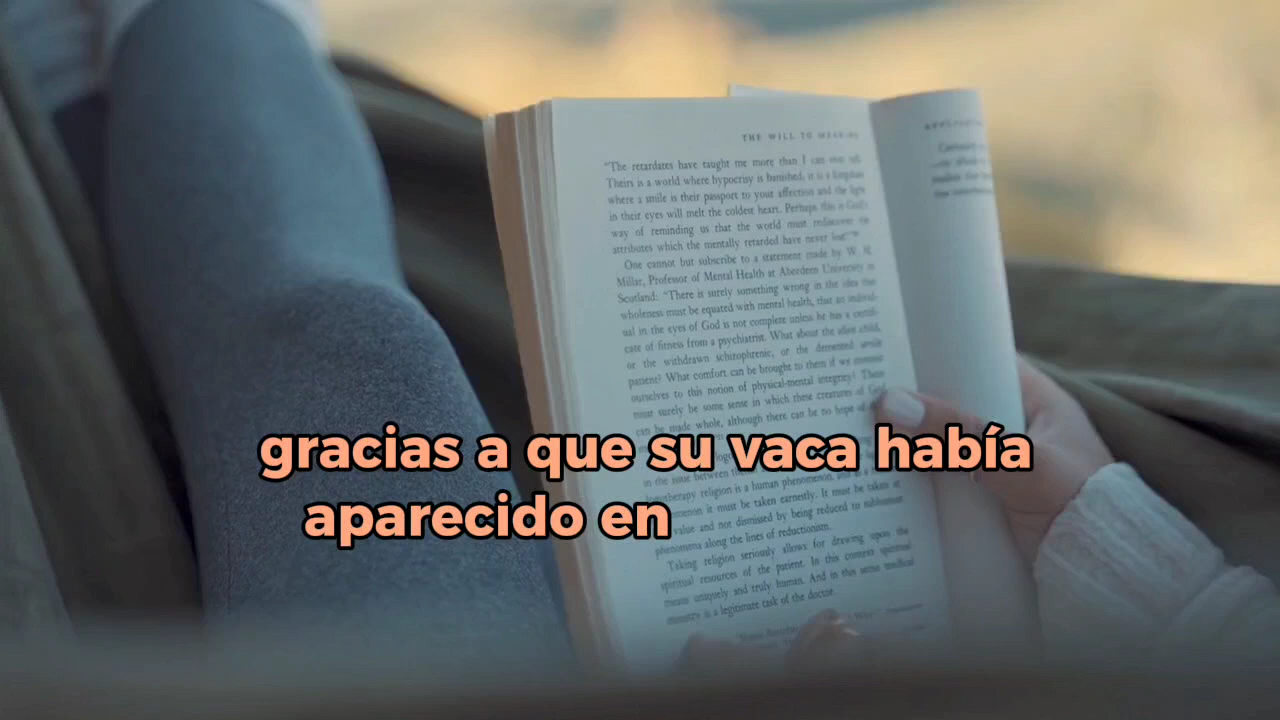 THE WILL TO MEANING
"The retardates have taught me more than I can
Theirs is a world where hypocrisy is banished; it is a kingdom
where a smile is their passport to your affection and the light
in their eyes will melt the coldest heart. Perhaps this is God's
way of reminding us that the world must rediscover the
attributes which the mentally retarded have never lost"
One cannot but subscribe to a statement made by W. M.
Millar, Professor of Mental Health at Aberdeen University in
Scotland: "There is surely something wrong in the idea that
wholeness must be equated with mental health, that an individ-
ual in the eyes of God is not complete unless he has a certifi-
cate of fitness from a psychiatrist. What about the child,
or the withdrawn schizophrenic, or the demented senile
patient? What comfort can be brought to them if we commit
ourselves to this notion of physical-mental integrity? There
must surely be some sense in which these creatures of God
can be made whole, although there can be no hope of
gracias a que su vaca había
in the issue between the
religion is a human phenomenon,
it must be taken earnestly. It must be taken at
aparecido en
value and not dismissed by being reduced to subhuman
phenomena along the lines of reductionism.
Taking religion seriously allows for drawing upon the
spiritual resources of the patient. In this context spiritual
means uniquely and truly human. And in this sense medical
ministry is a legitimate task of the doctor.